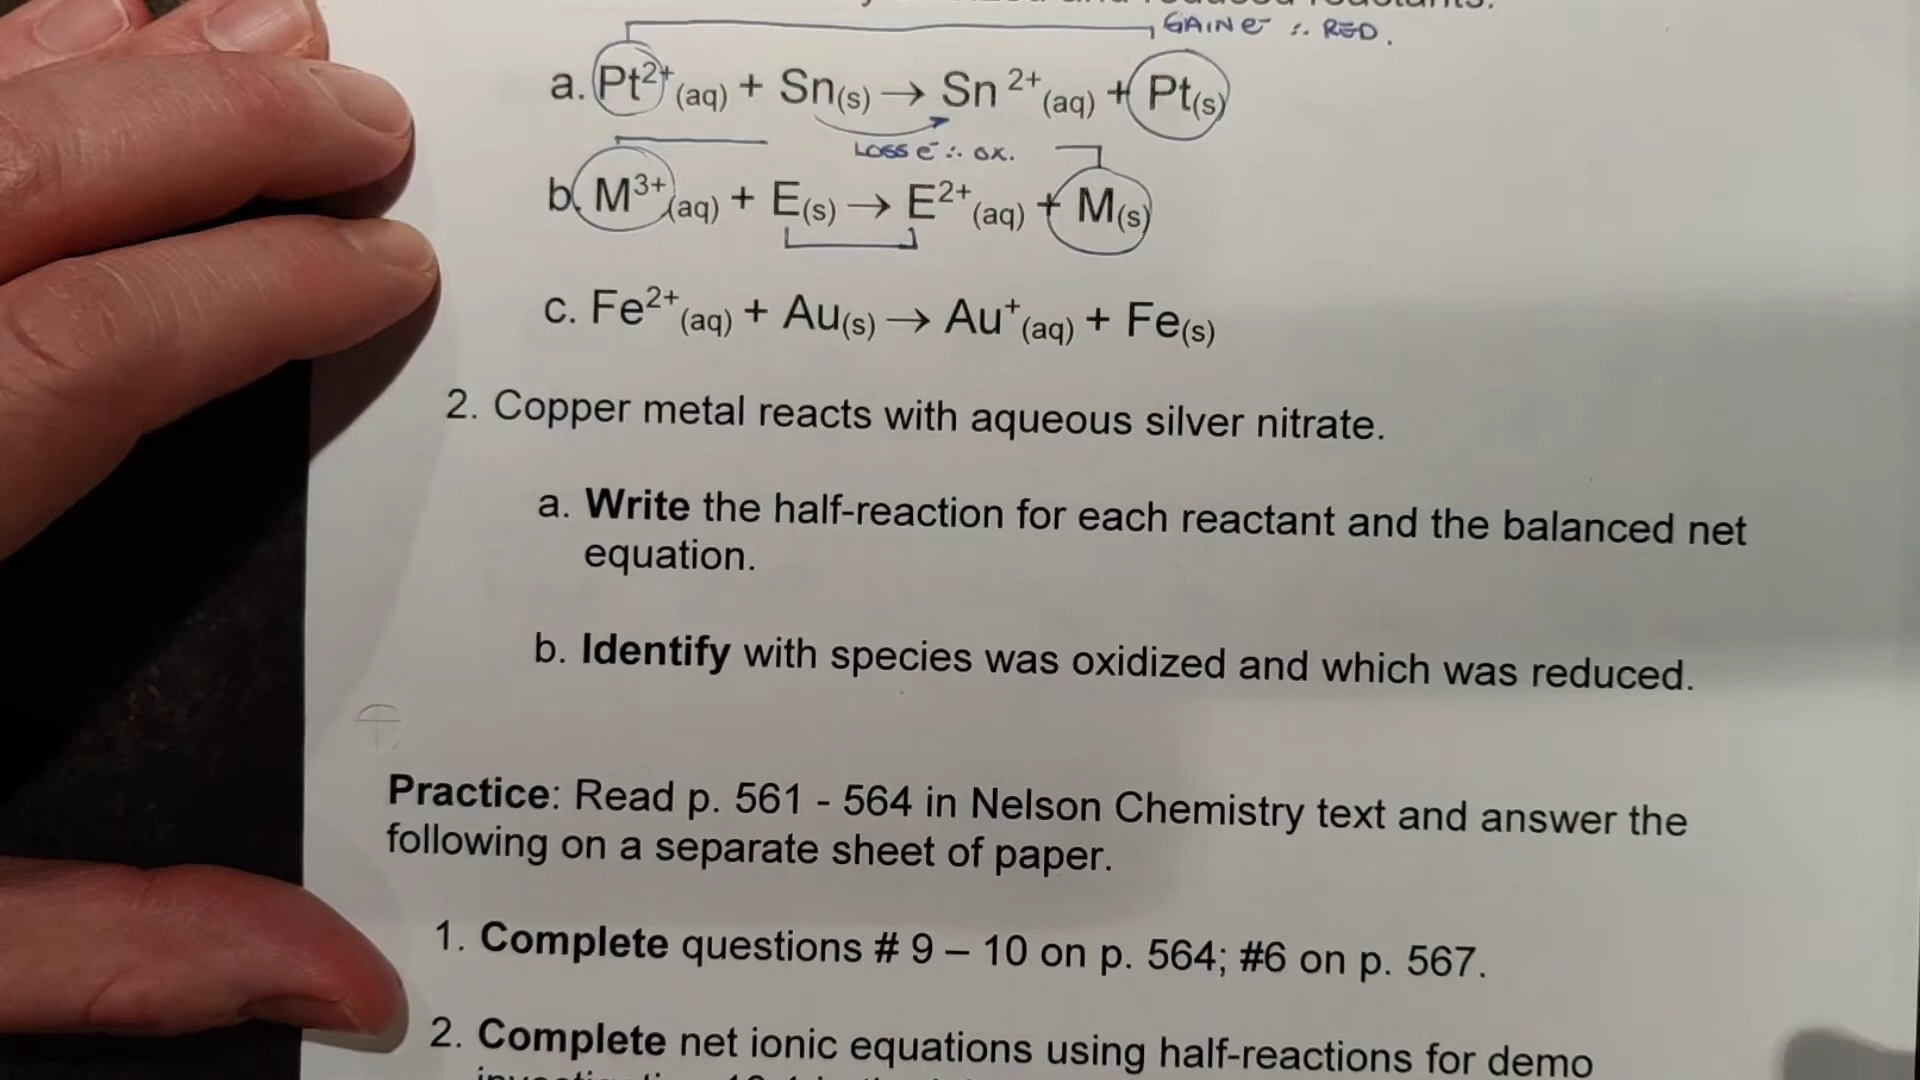 reactants.
GAIN e⁻ ∴ RED.
a. Pt²⁺(aq) + Sn(s) → Sn ²⁺(aq) + Pt(s)
LOSS e⁻ ∴ OX.
b. M³⁺(aq) + E(s) → E²⁺(aq) + M(s)
c. Fe²⁺(aq) + Au(s) → Au⁺(aq) + Fe(s)
2. Copper metal reacts with aqueous silver nitrate.
a. Write the half-reaction for each reactant and the balanced net
equation.
b. Identify with species was oxidized and which was reduced.
Practice: Read p. 561 - 564 in Nelson Chemistry text and answer the
following on a separate sheet of paper.
1. Complete questions # 9 – 10 on p. 564; #6 on p. 567.
2. Complete net ionic equations using half-reactions for demo